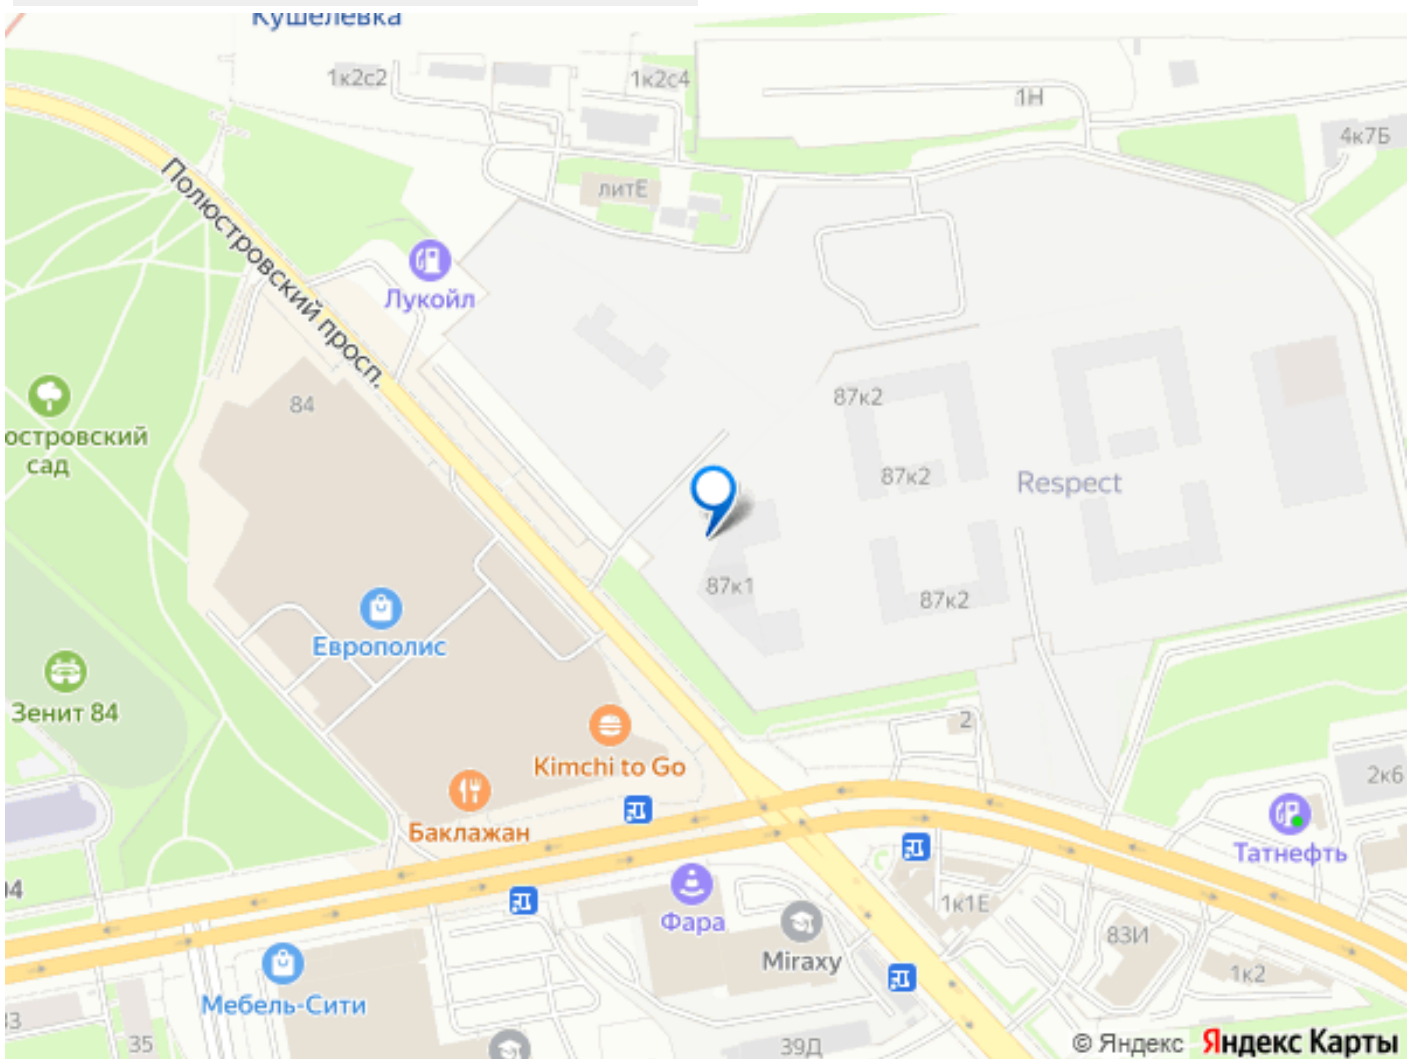 Кушелевка
1к2с2
1к2с4
1Н
4к7Б
литЕ
Полюстровский просп.
Лукойл
84
87к2
87к2
Respect
87к1
87к2
островский
сад
Европолис
Зенит 84
Kimchi to Go
Баклажан
2
2к6
Татнефть
Фара
1к1Е
83И
Miraxy
1к2
Мебель-Сити
35
39Д
© Яндекс Яндекс Карты